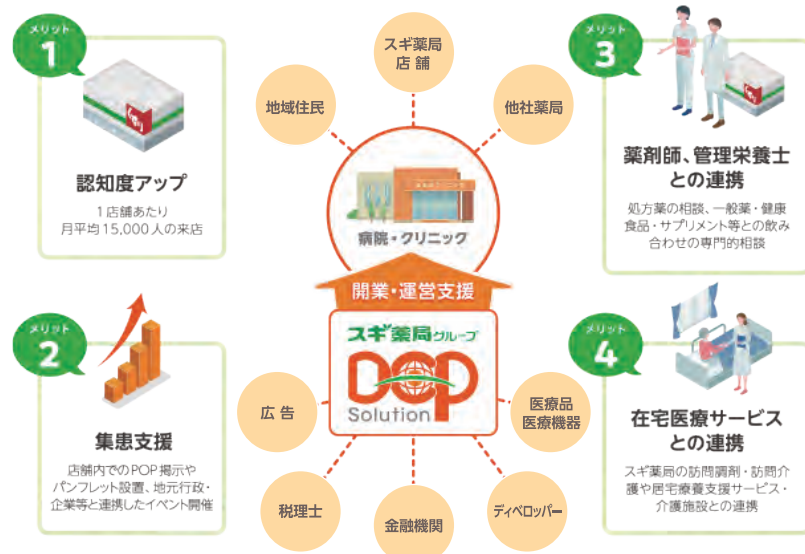 メリット
1
認知度アップ
1店舗あたり
月平均15,000人の来店
メリット
2
集患支援
店舗内でのPOP掲示や
パンフレット設置、地元行政・
企業等と連携したイベント開催
スギ薬局
店舗
地域住民
他社薬局
病院・クリニック
開業・運営支援
スギ薬局グループ
DCP
Solution
広告
医療品
医療機器
税理士
金融機関
ディベロッパー
メリット
3
薬剤師、管理栄養士
との連携
処方薬の相談、一般薬・健康
食品・サプリメント等との飲み
合わせの専門的相談
メリット
4
在宅医療サービス
との連携
スギ薬局の訪問調剤・訪問介
護や居宅療養支援サービス・
介護施設との連携